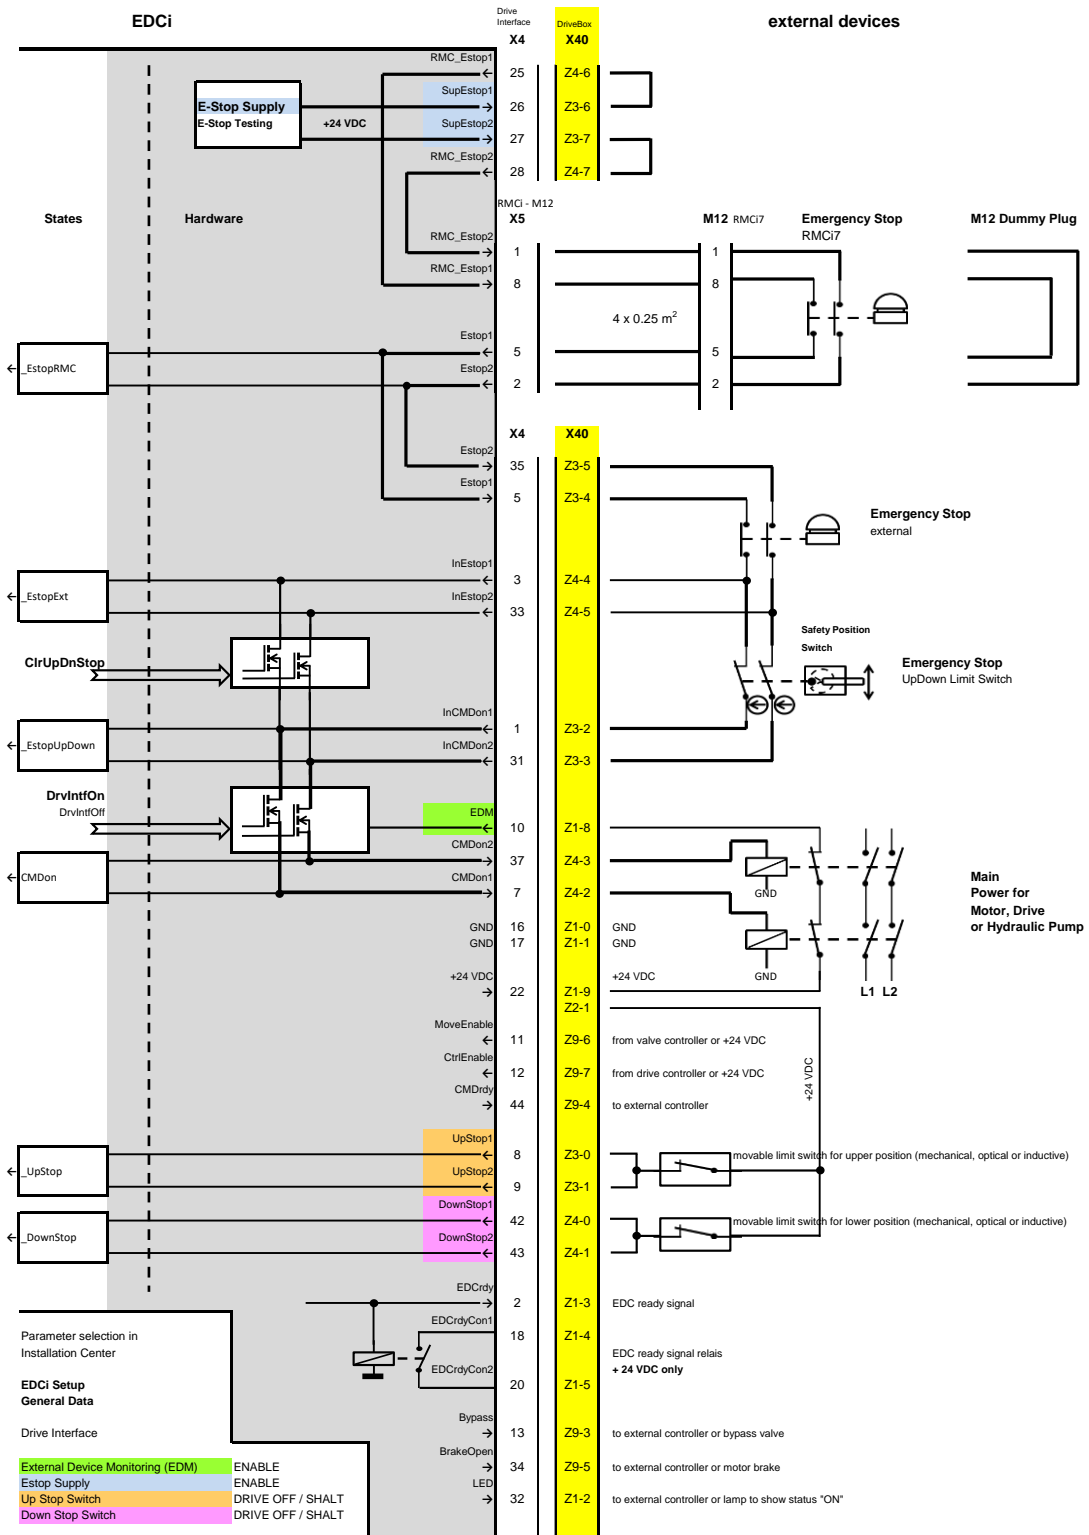 EDCi
Drive
Interface
X4
DriveBox
X40
external devices
RMC_Estop1
25
Z4-6
SupEstop1
E-Stop Supply
26
Z3-6
E-Stop Testing
+24 VDC
SupEstop2
27
Z3-7
RMC_Estop2
28
Z4-7
RMCi - M12
States
Hardware
X5
M12 RMCi7
Emergency Stop
RMCi7
M12 Dummy Plug
RMC_Estop2
1
1
RMC_Estop1
8
8
4 x 0.25 m2
Estop1
5
5
_EstopRMC
Estop2
2
2
X4
X40
Estop2
35
Z3-5
Estop1
5
Z3-4
Emergency Stop
external
InEstop1
3
Z4-4
_EstopExt
InEstop2
33
Z4-5
Safety Position
Switch
ClrUpDnStop
Emergency Stop
UpDown Limit Switch
InCMDon1
1
Z3-2
_EstopUpDown
InCMDon2
31
Z3-3
DrvIntfOn
DrvIntfOff
EDM
10
Z1-8
CMDon2
37
Z4-3
CMDon
CMDon1
7
Z4-2
GND
Main
Power for
Motor, Drive
or Hydraulic Pump
GND
16
Z1-0
GND
GND
17
Z1-1
GND
+24 VDC
22
+24 VDC
Z1-9
GND
L1 L2
Z2-1
MoveEnable
11
Z9-6
from valve controller or +24 VDC
CtrlEnable
12
Z9-7
from drive controller or +24 VDC
+24 VDC
CMDrdy
44
Z9-4
to external controller
UpStop1
8
Z3-0
movable limit switch for upper position (mechanical, optical or inductive)
_UpStop
UpStop2
9
Z3-1
DownStop1
42
Z4-0
movable limit switch for lower position (mechanical, optical or inductive)
_DownStop
DownStop2
43
Z4-1
EDCrdy
2
Z1-3
EDC ready signal
EDCrdyCon1
18
Z1-4
Parameter selection in
Installation Center
EDC ready signal relais
+ 24 VDC only
EDCrdyCon2
20
Z1-5
EDCi Setup
General Data
Bypass
13
Z9-3
to external controller or bypass valve
Drive Interface
BrakeOpen
34
Z9-5
to external controller or motor brake
External Device Monitoring (EDM) ENABLE
Estop Supply ENABLE
LED
32
Z1-2
to external controller or lamp to show status "ON"
Up Stop Switch DRIVE OFF / SHALT
Down Stop Switch DRIVE OFF / SHALT